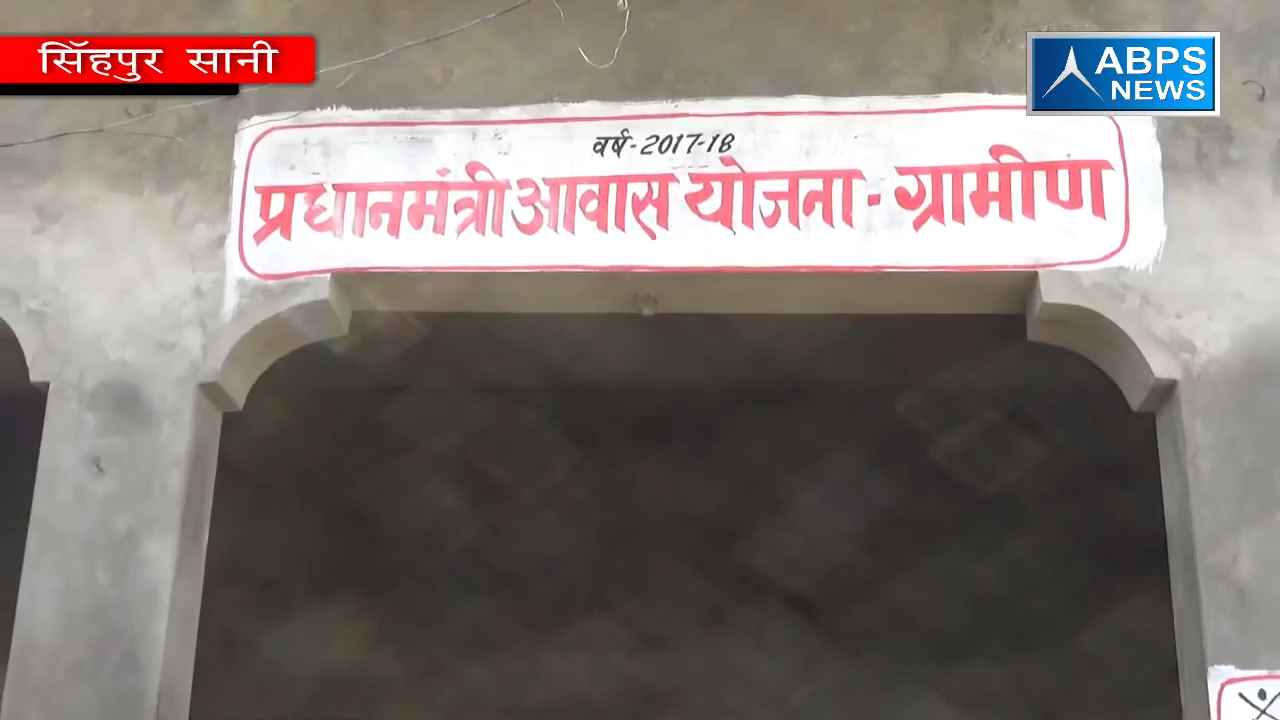 सिंहपुर सानी
ABPS
NEWS
वर्ष-2017-18
प्रधानमंत्री आवास योजना - ग्रामीण